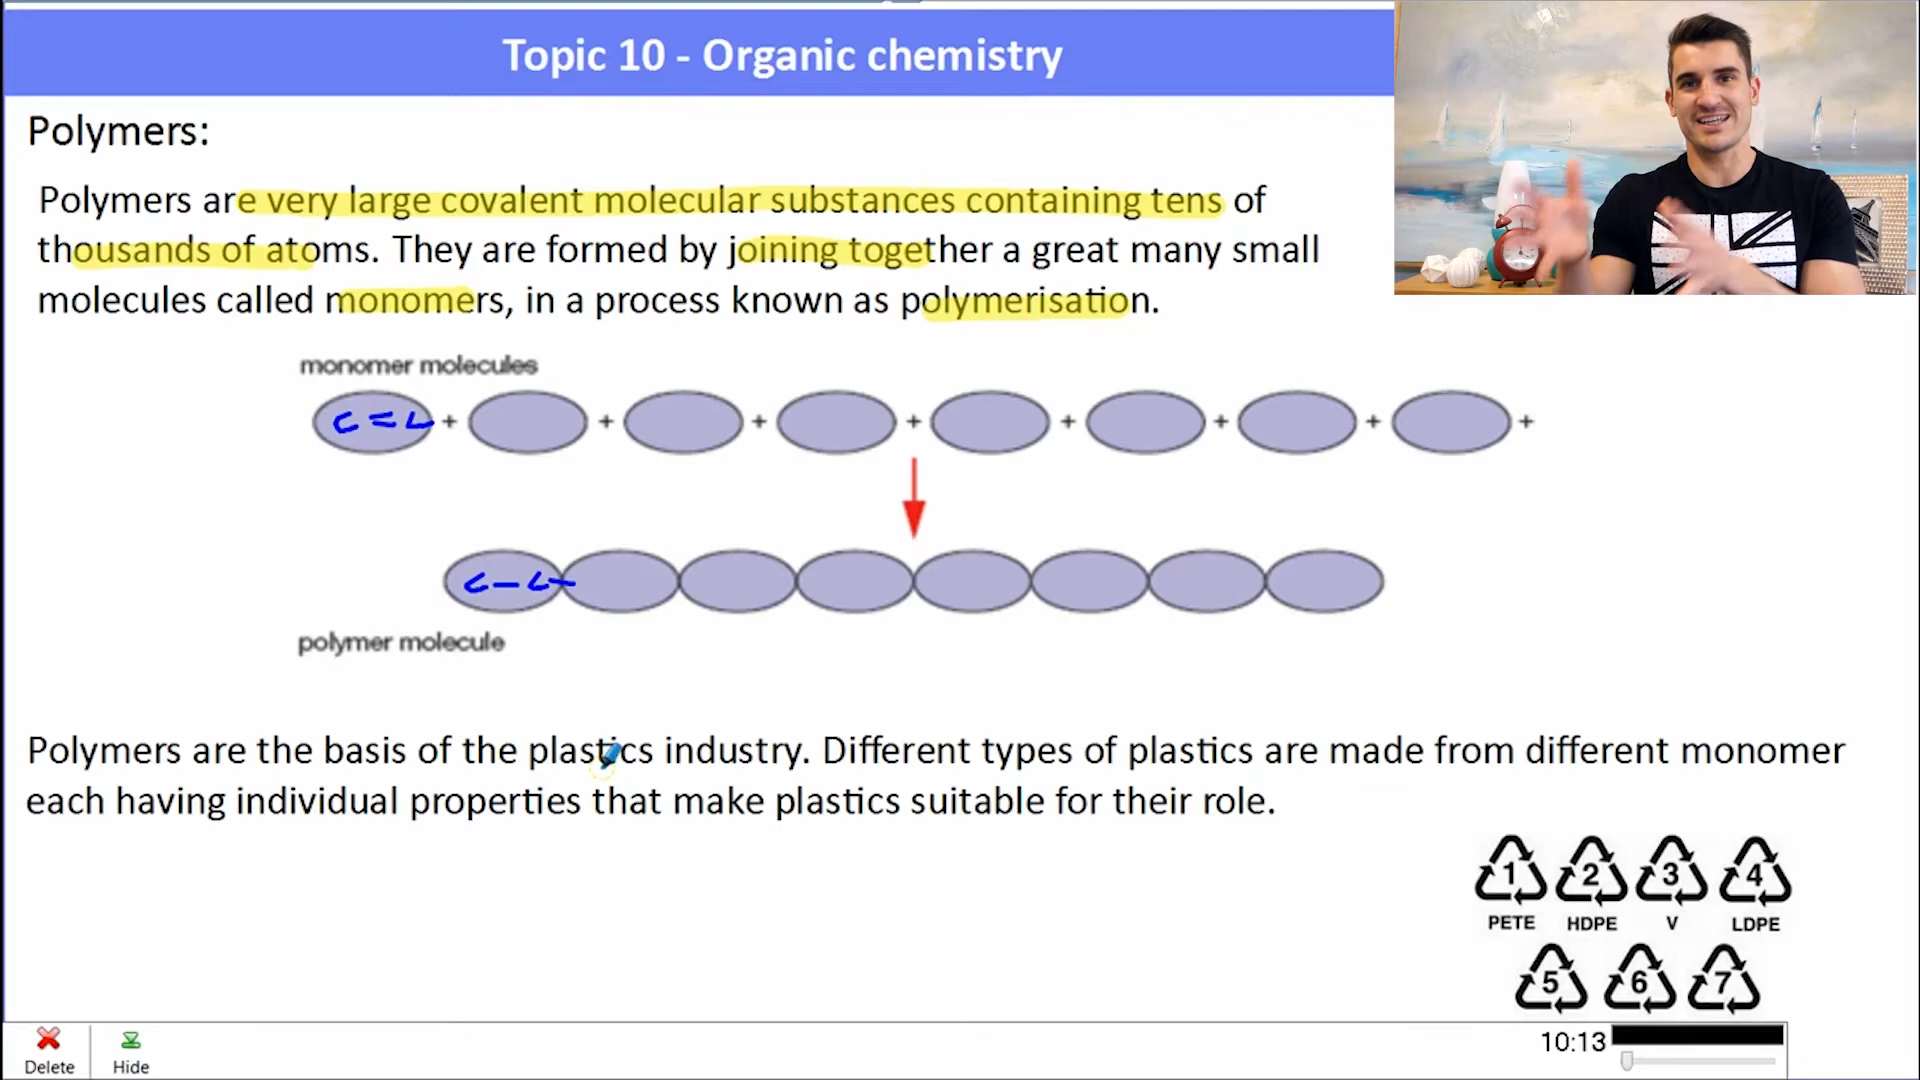 Topic 10 - Organic chemistry
Polymers:
Polymers are very large covalent molecular substances containing tens of
thousands of atoms. They are formed by joining together a great many small
molecules called monomers, in a process known as polymerisation.
monomer molecules
C = C + + + + + + + +
C - C -
polymer molecule
Polymers are the basis of the plastics industry. Different types of plastics are made from different monomer
each having individual properties that make plastics suitable for their role.
1 2 3 4
PETE HDPE V LDPE
5 6 7
10:13
Delete Hide